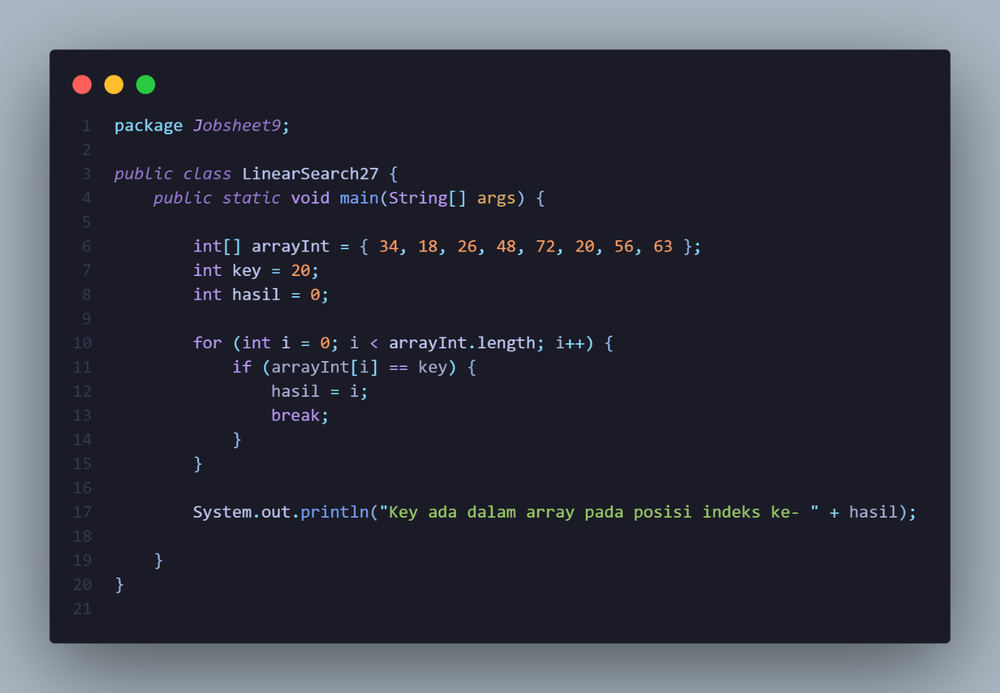 1 package Jobsheet9;
2
3 public class LinearSearch27 {
4     public static void main(String[] args) {
5
6         int[] arrayInt = { 34, 18, 26, 48, 72, 20, 56, 63 };
7         int key = 20;
8         int hasil = 0;
9
10         for (int i = 0; i < arrayInt.length; i++) {
11             if (arrayInt[i] == key) {
12                 hasil = i;
13                 break;
14             }
15         }
16
17         System.out.println("Key ada dalam array pada posisi indeks ke- " + hasil);
18
19     }
20 }
21